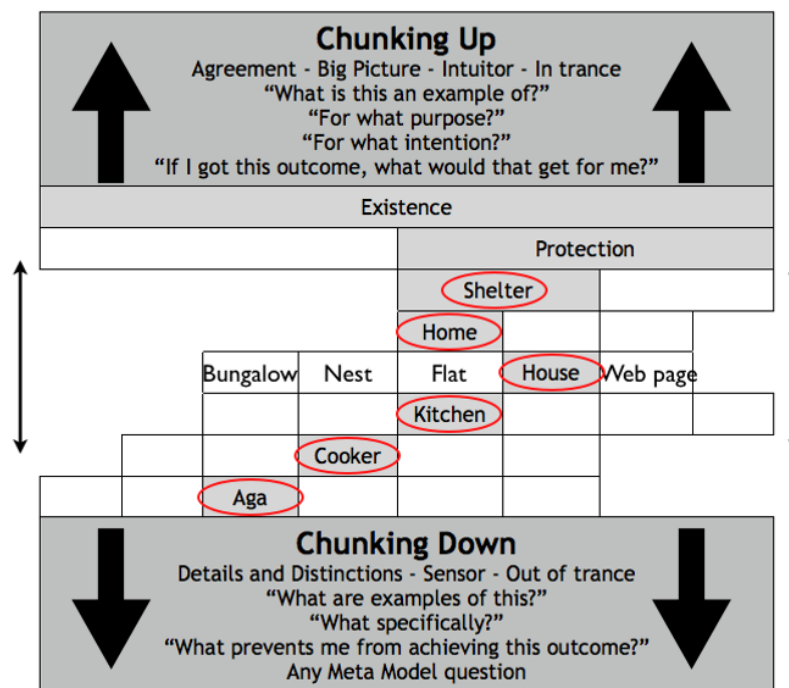 Chunking Up
Agreement - Big Picture - Intuitor - In trance
“What is this an example of?”
“For what purpose?”
“For what intention?”
“If I got this outcome, what would that get for me?”
Existence
Protection
Shelter
Home
Bungalow Nest Flat House Web page
Kitchen
Cooker
Aga
Chunking Down
Details and Distinctions - Sensor - Out of trance
“What are examples of this?”
“What specifically?”
“What prevents me from achieving this outcome?”
Any Meta Model question